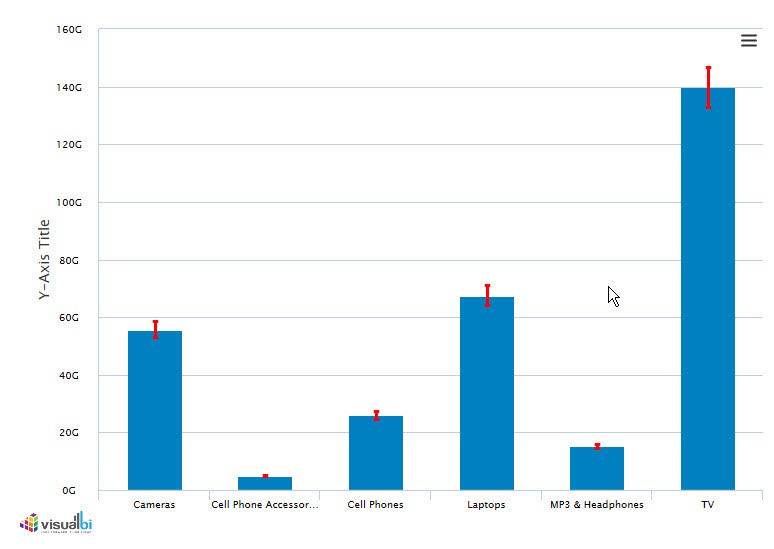 160G
140G
120G
100G
80G
60G
40G
20G
0G
Y-Axis Title
Cameras
Cell Phone Accessor...
Cell Phones
Laptops
MP3 & Headphones
TV
visualbi